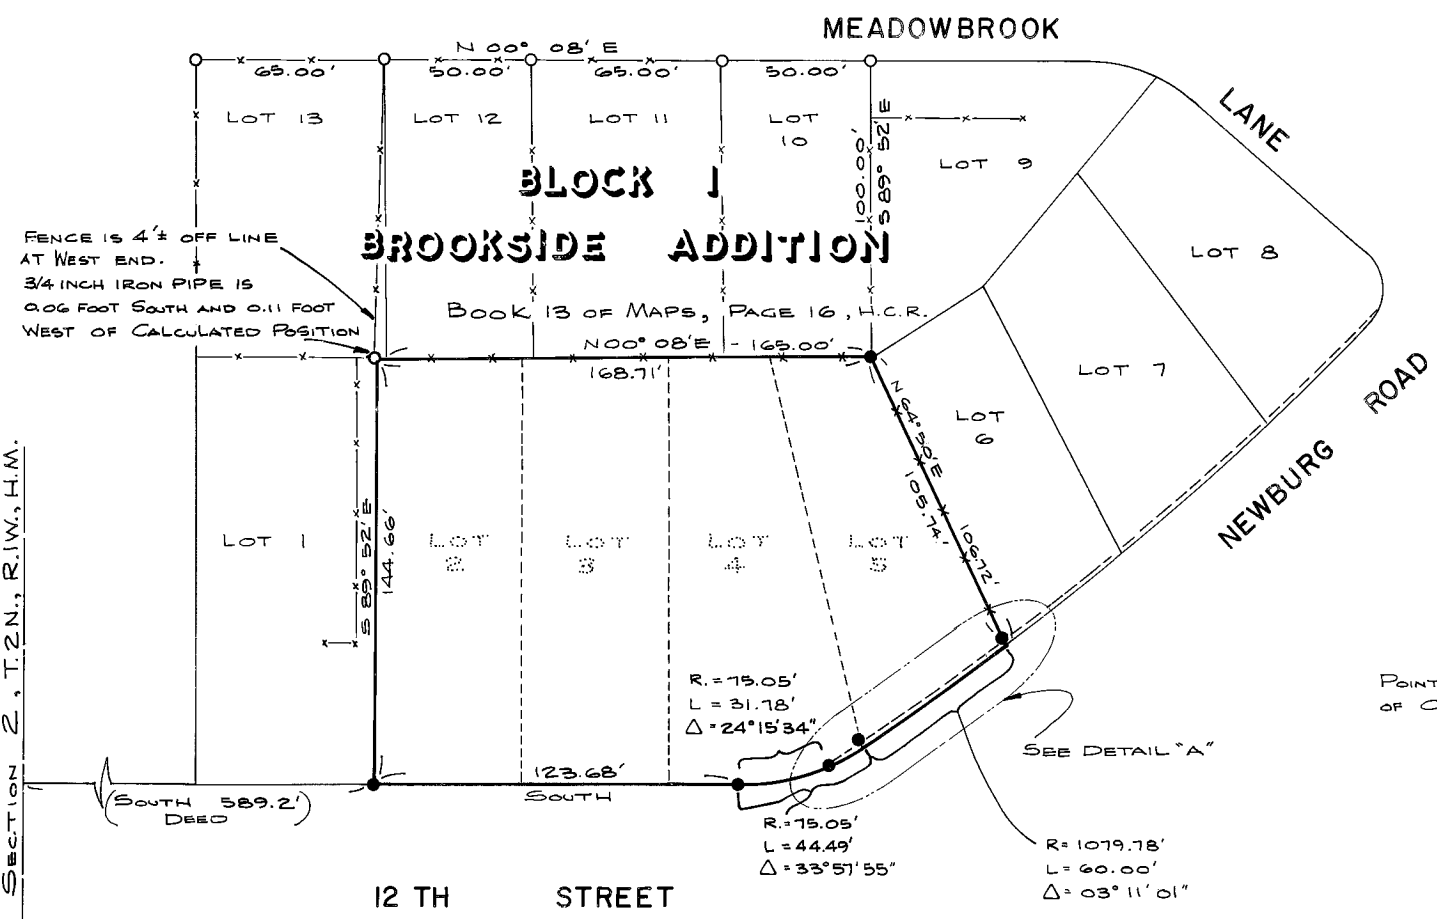 MEADOWBROOK
LANE
N 00° 08' E
65.00'
50.00'
65.00'
50.00'
LOT 13
LOT 12
LOT 11
LOT
10
100.00'
S 89° 52' E
LOT 9
LOT 8
BLOCK 1
BROOKSIDE ADDITION
BOOK 13 OF MAPS, PAGE 16, H.C.R.
FENCE IS 4'± OFF LINE
AT WEST END.
3/4 INCH IRON PIPE IS
0.06 FOOT SOUTH AND 0.11 FOOT
WEST OF CALCULATED POSITION
N 00° 08' E - 165.00'
168.71'
LOT 7
LOT
6
N 64° 50' E
105.74'
106.72'
NEWBURG ROAD
LOT 1
S 89° 52' E
144.66'
LOT
2
LOT
3
LOT
4
LOT
5
SECTION 2, T.2N., R.1W., H.M.
R. = 75.05'
L = 31.78'
Δ = 24° 15' 34"
SEE DETAIL "A"
POINT
OF
(SOUTH 589.2')
DEED
123.68'
SOUTH
R. = 75.05'
L = 44.49'
Δ = 33° 57' 55"
R = 1079.78'
L = 60.00'
Δ = 03° 11' 01"
12 TH STREET